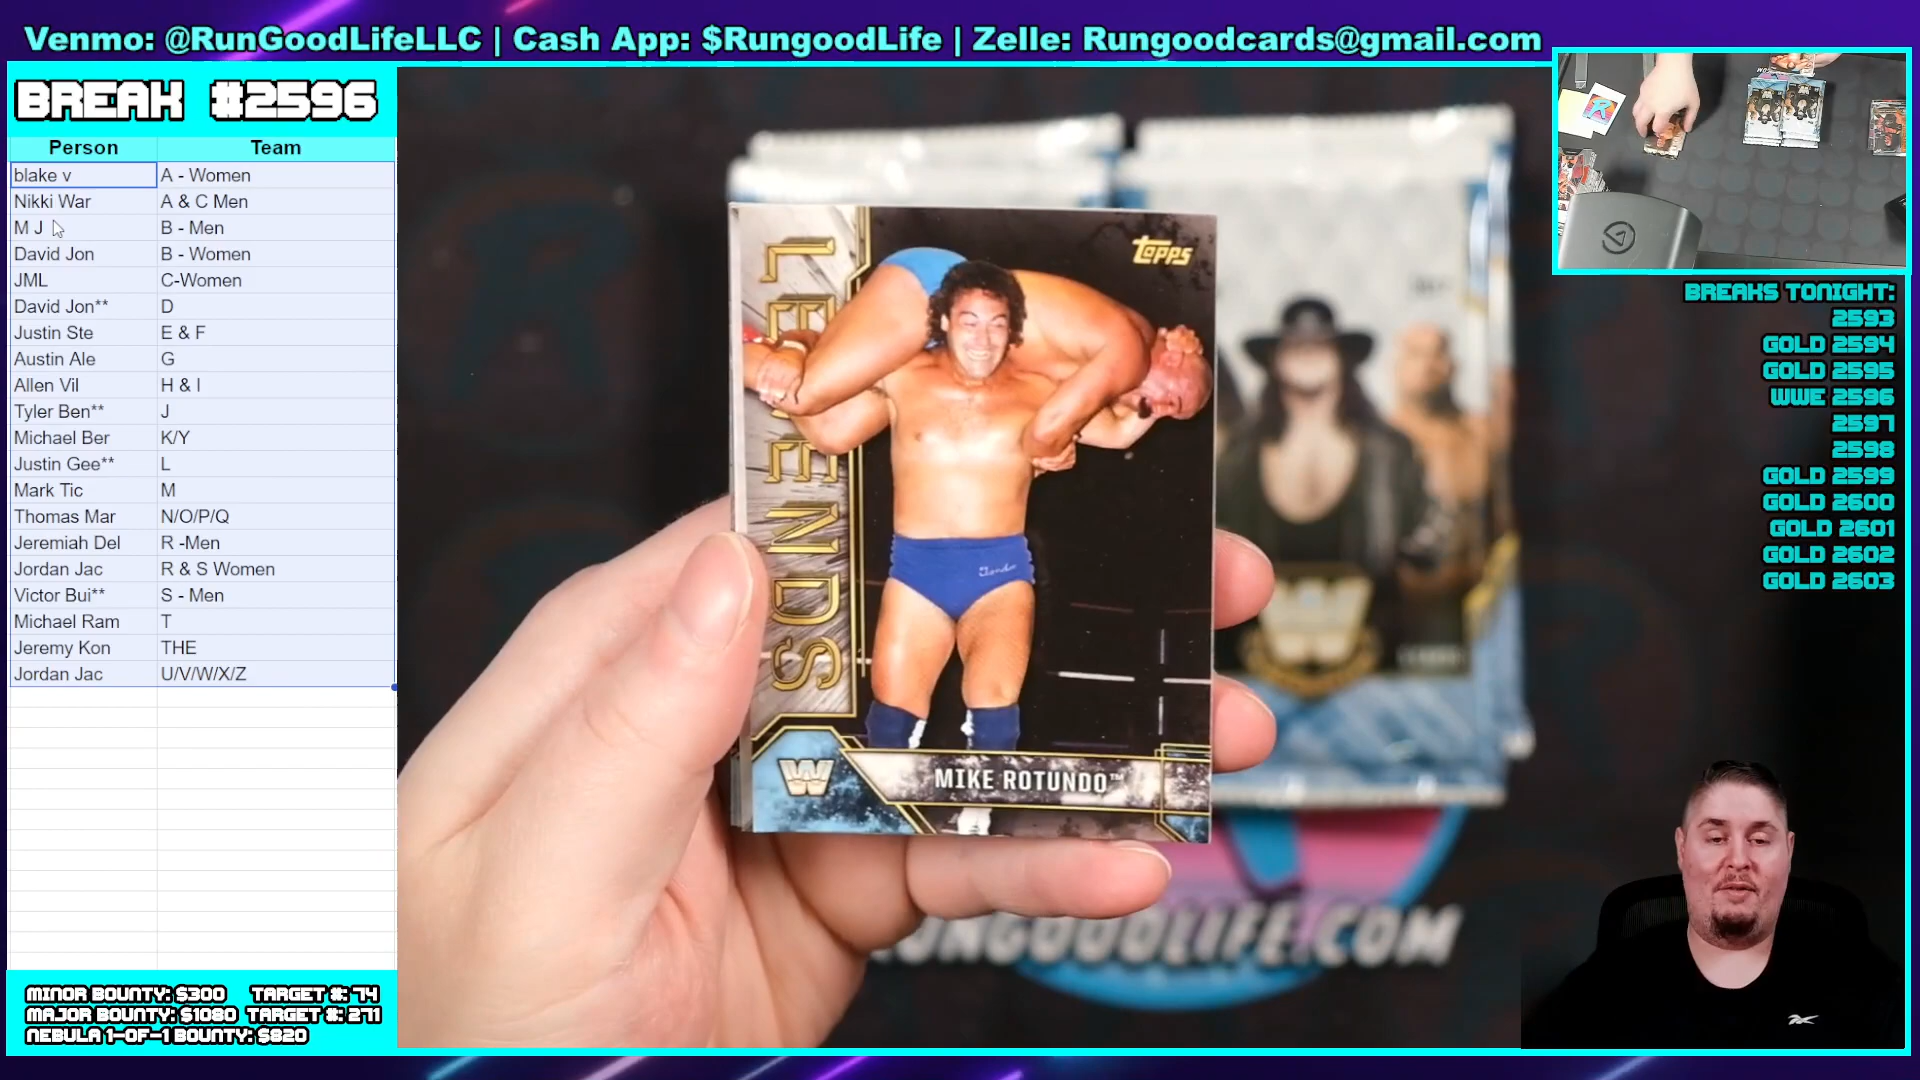 Venmo: @RunGoodLifeLLC | Cash App: $RungoodLife | Zelle: Rungoodcards@gmail.com
BREAK #2596
Person Team
blake v A - Women
Nikki War A & C Men
M J B - Men
David Jon B - Women
JML C-Women
David Jon** D
Justin Ste E & F
Austin Ale G
Allen Vil H & I
Tyler Ben** J
Michael Ber K/Y
Justin Gee** L
Mark Tic M
Thomas Mar N/O/P/Q
Jeremiah Del R -Men
Jordan Jac R & S Women
Victor Bui** S - Men
Michael Ram T
Jeremy Kon THE
Jordan Jac U/V/W/X/Z
MINOR BOUNTY: $300 TARGET #: 74
MAJOR BOUNTY: $1080 TARGET #: 271
NEBULA 1-OF-1 BOUNTY: $820
Topps
LEGENDS
W
MIKE ROTUNDO™
RUNGOODLIFE.COM
BREAKS TONIGHT:
2593
GOLD 2594
GOLD 2595
WWE 2596
2597
2598
GOLD 2599
GOLD 2600
GOLD 2601
GOLD 2602
GOLD 2603